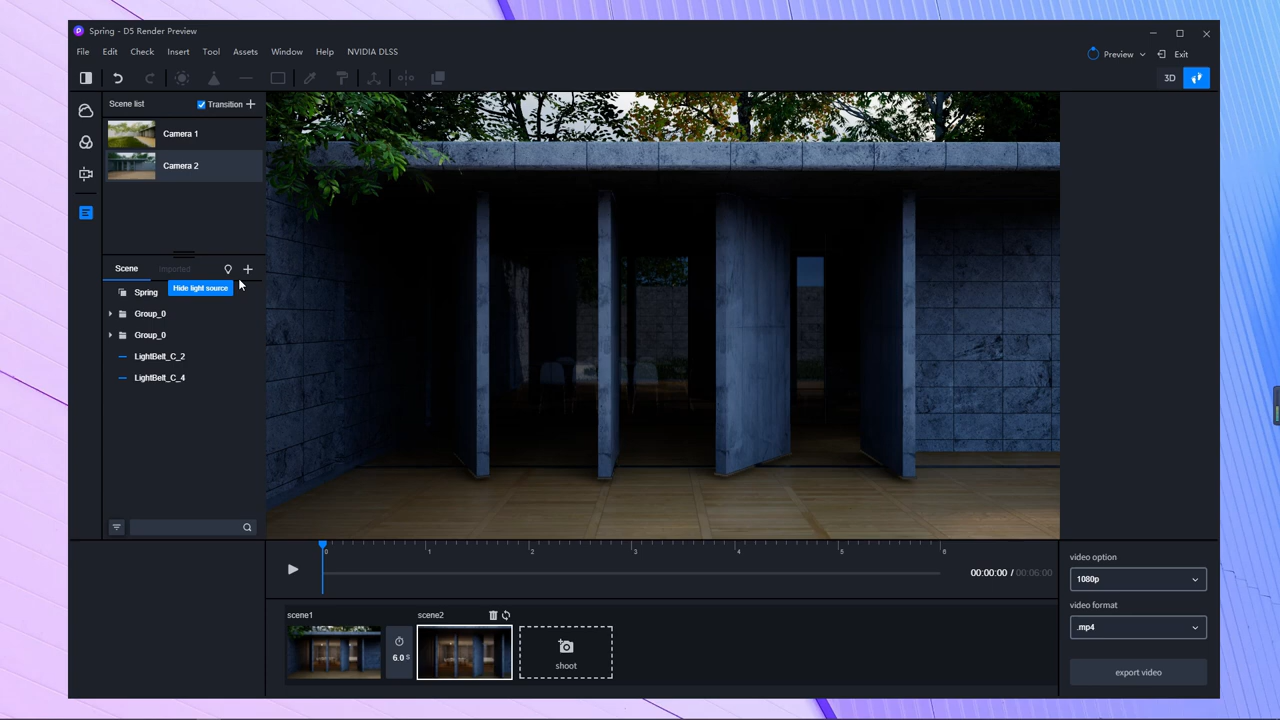 Spring - D5 Render Preview
File Edit Check Insert Tool Assets Window Help NVIDIA DLSS
Preview Exit
3D
Scene list Transition
Camera 1
Camera 2
Scene Imported
Hide light source
Spring
Group_0
Group_0
LightBelt_C_2
LightBelt_C_4
0 1 2 3 4 5 6
00:00:00 / 00:06:00
scene1
6.0 s
scene2
shoot
video option
1080p
video format
.mp4
export video